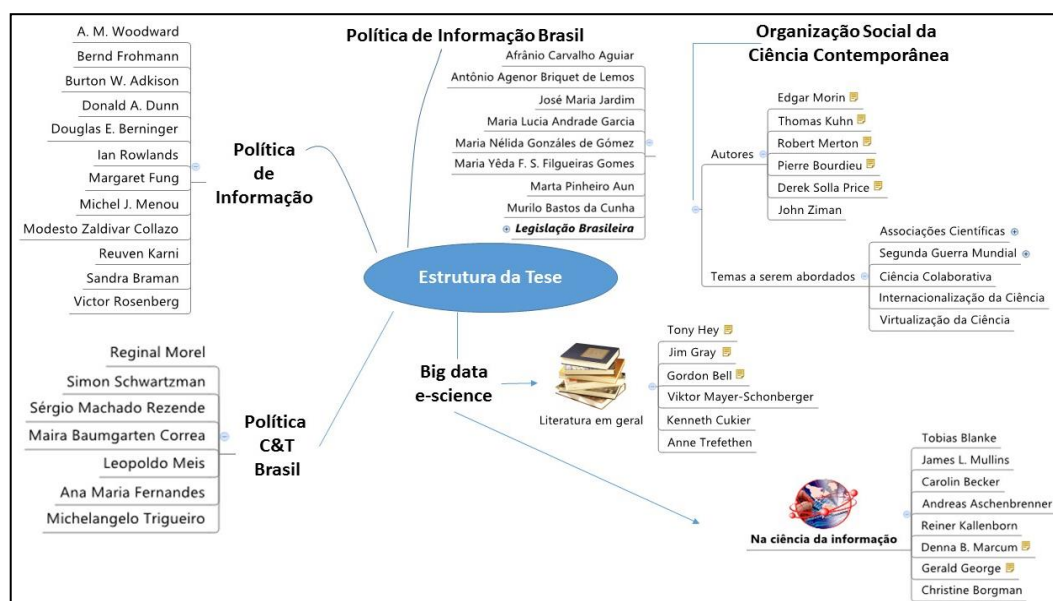 A. M. Woodward
Bernd Frohmann
Burton W. Adkison
Donald A. Dunn
Douglas E. Berninger
Ian Rowlands
Margaret Fung
Michel J. Menou
Modesto Zaldivar Collazo
Reuven Karni
Sandra Braman
Victor Rosenberg
Política
de
Informação
Política de Informação Brasil
Afrânio Carvalho Aguiar
Antônio Agenor Briquet de Lemos
José Maria Jardim
Maria Lucia Andrade Garcia
Maria Nélida Gonzáles de Gómez
Maria Yêda F. S. Filgueiras Gomes
Marta Pinheiro Aun
Murilo Bastos da Cunha
Legislação Brasileira
Organização Social da
Ciência Contemporânea
Autores
Edgar Morin
Thomas Kuhn
Robert Merton
Pierre Bourdieu
Derek Solla Price
John Ziman
Temas a serem abordados
Associações Científicas
Segunda Guerra Mundial
Ciência Colaborativa
Internacionalização da Ciência
Virtualização da Ciência
Estrutura da Tese
Reginal Morel
Simon Schwartzman
Sérgio Machado Rezende
Maira Baumgarten Correa
Leopoldo Meis
Ana Maria Fernandes
Michelangelo Trigueiro
Política
C&T
Brasil
Big data
e-science
Literatura em geral
Tony Hey
Jim Gray
Gordon Bell
Viktor Mayer-Schonberger
Kenneth Cukier
Anne Trefethen
Na ciência da informação
Tobias Blanke
James L. Mullins
Carolin Becker
Andreas Aschenbrenner
Reiner Kallenborn
Denna B. Marcum
Gerald George
Christine Borgman